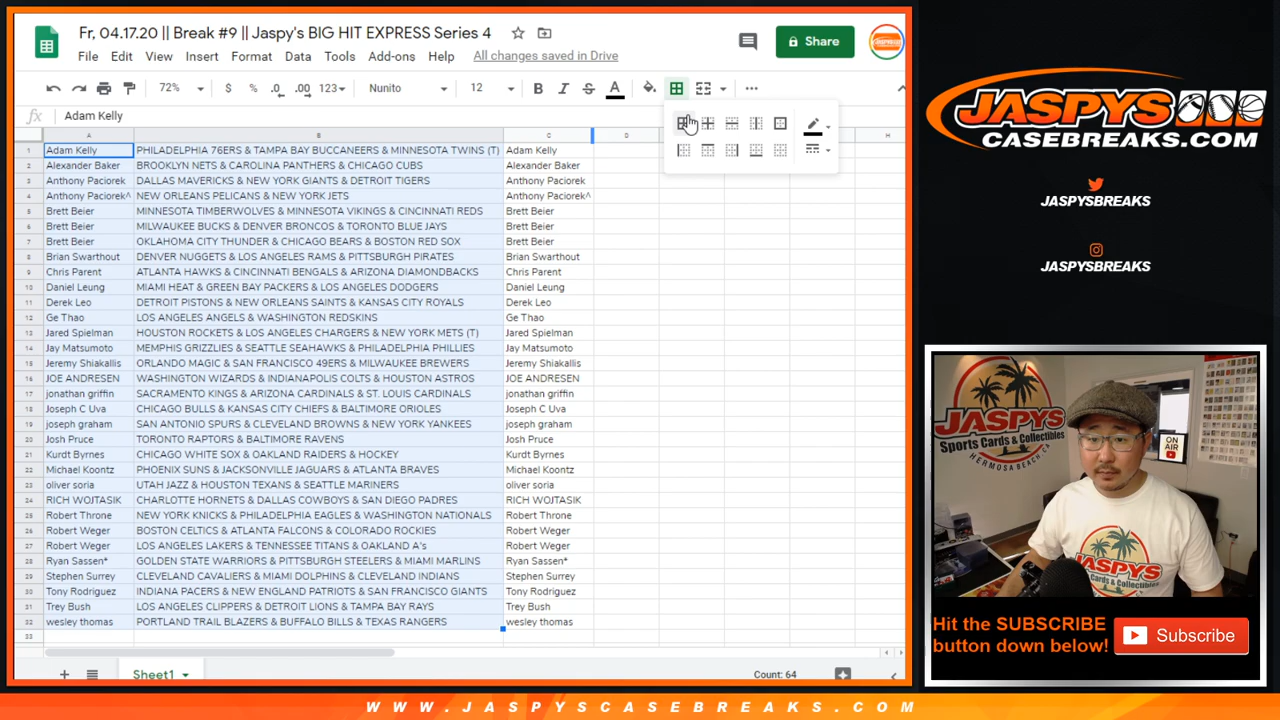 Fr, 04.17.20 || Break #9 || Jaspy's BIG HIT EXPRESS Series 4
Share
File Edit View Insert Format Data Tools Add-ons Help All changes saved in Drive
72% $ % .0 .00 123 Nunito 12 B I S A
fx Adam Kelly
A B C D H
1 Adam Kelly PHILADELPHIA 76ERS & TAMPA BAY BUCCANEERS & MINNESOTA TWINS (T) Adam Kelly
2 Alexander Baker BROOKLYN NETS & CAROLINA PANTHERS & CHICAGO CUBS Alexander Baker
3 Anthony Paciorek DALLAS MAVERICKS & NEW YORK GIANTS & DETROIT TIGERS Anthony Paciorek
4 Anthony Paciorek^ NEW ORLEANS PELICANS & NEW YORK JETS Anthony Paciorek^
5 Brett Beier MINNESOTA TIMBERWOLVES & MINNESOTA VIKINGS & CINCINNATI REDS Brett Beier
6 Brett Beier MILWAUKEE BUCKS & DENVER BRONCOS & TORONTO BLUE JAYS Brett Beier
7 Brett Beier OKLAHOMA CITY THUNDER & CHICAGO BEARS & BOSTON RED SOX Brett Beier
8 Brian Swarthout DENVER NUGGETS & LOS ANGELES RAMS & PITTSBURGH PIRATES Brian Swarthout
9 Chris Parent ATLANTA HAWKS & CINCINNATI BENGALS & ARIZONA DIAMONDBACKS Chris Parent
10 Daniel Leung MIAMI HEAT & GREEN BAY PACKERS & LOS ANGELES DODGERS Daniel Leung
11 Derek Leo DETROIT PISTONS & NEW ORLEANS SAINTS & KANSAS CITY ROYALS Derek Leo
12 Ge Thao LOS ANGELES ANGELS & WASHINGTON REDSKINS Ge Thao
13 Jared Spielman HOUSTON ROCKETS & LOS ANGELES CHARGERS & NEW YORK METS (T) Jared Spielman
14 Jay Matsumoto MEMPHIS GRIZZLIES & SEATTLE SEAHAWKS & PHILADELPHIA PHILLIES Jay Matsumoto
15 Jeremy Shiakallis ORLANDO MAGIC & SAN FRANCISCO 49ERS & MILWAUKEE BREWERS Jeremy Shiakallis
16 JOE ANDRESEN WASHINGTON WIZARDS & INDIANAPOLIS COLTS & HOUSTON ASTROS JOE ANDRESEN
17 jonathan griffin SACRAMENTO KINGS & ARIZONA CARDINALS & ST. LOUIS CARDINALS jonathan griffin
18 Joseph C Uva CHICAGO BULLS & KANSAS CITY CHIEFS & BALTIMORE ORIOLES Joseph C Uva
19 joseph graham SAN ANTONIO SPURS & CLEVELAND BROWNS & NEW YORK YANKEES joseph graham
20 Josh Pruce TORONTO RAPTORS & BALTIMORE RAVENS Josh Pruce
21 Kurdt Byrnes CHICAGO WHITE SOX & OAKLAND RAIDERS & HOCKEY Kurdt Byrnes
22 Michael Koontz PHOENIX SUNS & JACKSONVILLE JAGUARS & ATLANTA BRAVES Michael Koontz
23 oliver soria UTAH JAZZ & HOUSTON TEXANS & SEATTLE MARINERS oliver soria
24 RICH WOJTASIK CHARLOTTE HORNETS & DALLAS COWBOYS & SAN DIEGO PADRES RICH WOJTASIK
25 Robert Throne NEW YORK KNICKS & PHILADELPHIA EAGLES & WASHINGTON NATIONALS Robert Throne
26 Robert Weger BOSTON CELTICS & ATLANTA FALCONS & COLORADO ROCKIES Robert Weger
27 Robert Weger LOS ANGELES LAKERS & TENNESSEE TITANS & OAKLAND A's Robert Weger
28 Ryan Sassen* GOLDEN STATE WARRIORS & PITTSBURGH STEELERS & MIAMI MARLINS Ryan Sassen*
29 Stephen Surrey CLEVELAND CAVALIERS & MIAMI DOLPHINS & CLEVELAND INDIANS Stephen Surrey
30 Tony Rodriguez INDIANA PACERS & NEW ENGLAND PATRIOTS & SAN FRANCISCO GIANTS Tony Rodriguez
31 Trey Bush LOS ANGELES CLIPPERS & DETROIT LIONS & TAMPA BAY RAYS Trey Bush
32 wesley thomas PORTLAND TRAIL BLAZERS & BUFFALO BILLS & TEXAS RANGERS wesley thomas
33
Sheet1 Count: 64
JASPYS
CASEBREAKS.COM
JASPYSBREAKS
JASPYSBREAKS
JASPY'S
Sports Cards & Collectibles
HERMOSA BEACH, CA
ON
AIR
JASPY'S
Hit the SUBSCRIBE
button down below!
Subscribe
WWW.JASPYSCASEBREAKS.COM